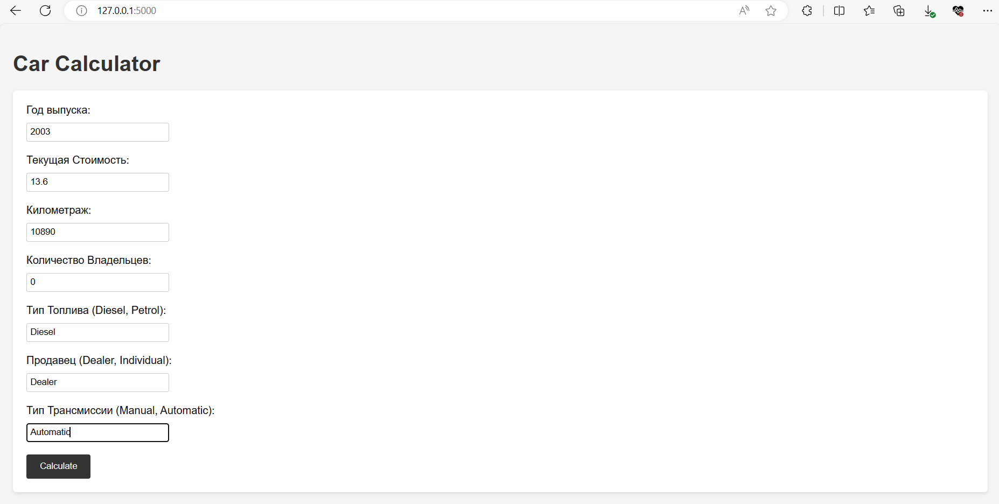 127.0.0.1:5000
Car Calculator
Год выпуска:
2003
Текущая Стоимость:
13.6
Километраж:
10890
Количество Владельцев:
0
Тип Топлива (Diesel, Petrol):
Diesel
Продавец (Dealer, Individual):
Dealer
Тип Трансмиссии (Manual, Automatic):
Automatic
Calculate